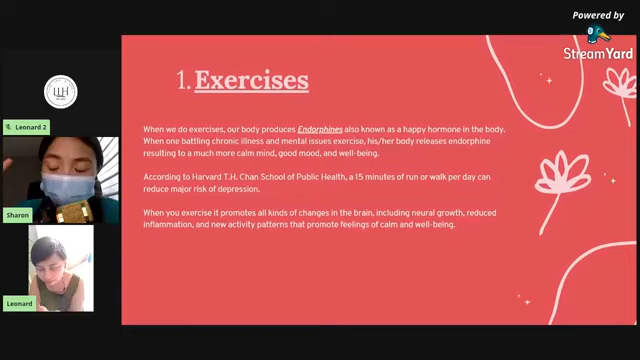 Powered by
StreamYard
1. Exercises
When we do exercises, our body produces Endorphines also known as a happy hormone in the body.
When one battling chronic illness and mental issues exercise, his/her body releases endorphine
resulting to a much more calm mind, good mood, and well-being.
According to Harvard T.H. Chan School of Public Health, a 15 minutes of run or walk per day can
reduce major risk of depression.
When you exercise it promotes all kinds of changes in the brain, including neural growth, reduced
inflammation, and new activity patterns that promote feelings of calm and well-being.
Leonard 2
Sharon
Leonard